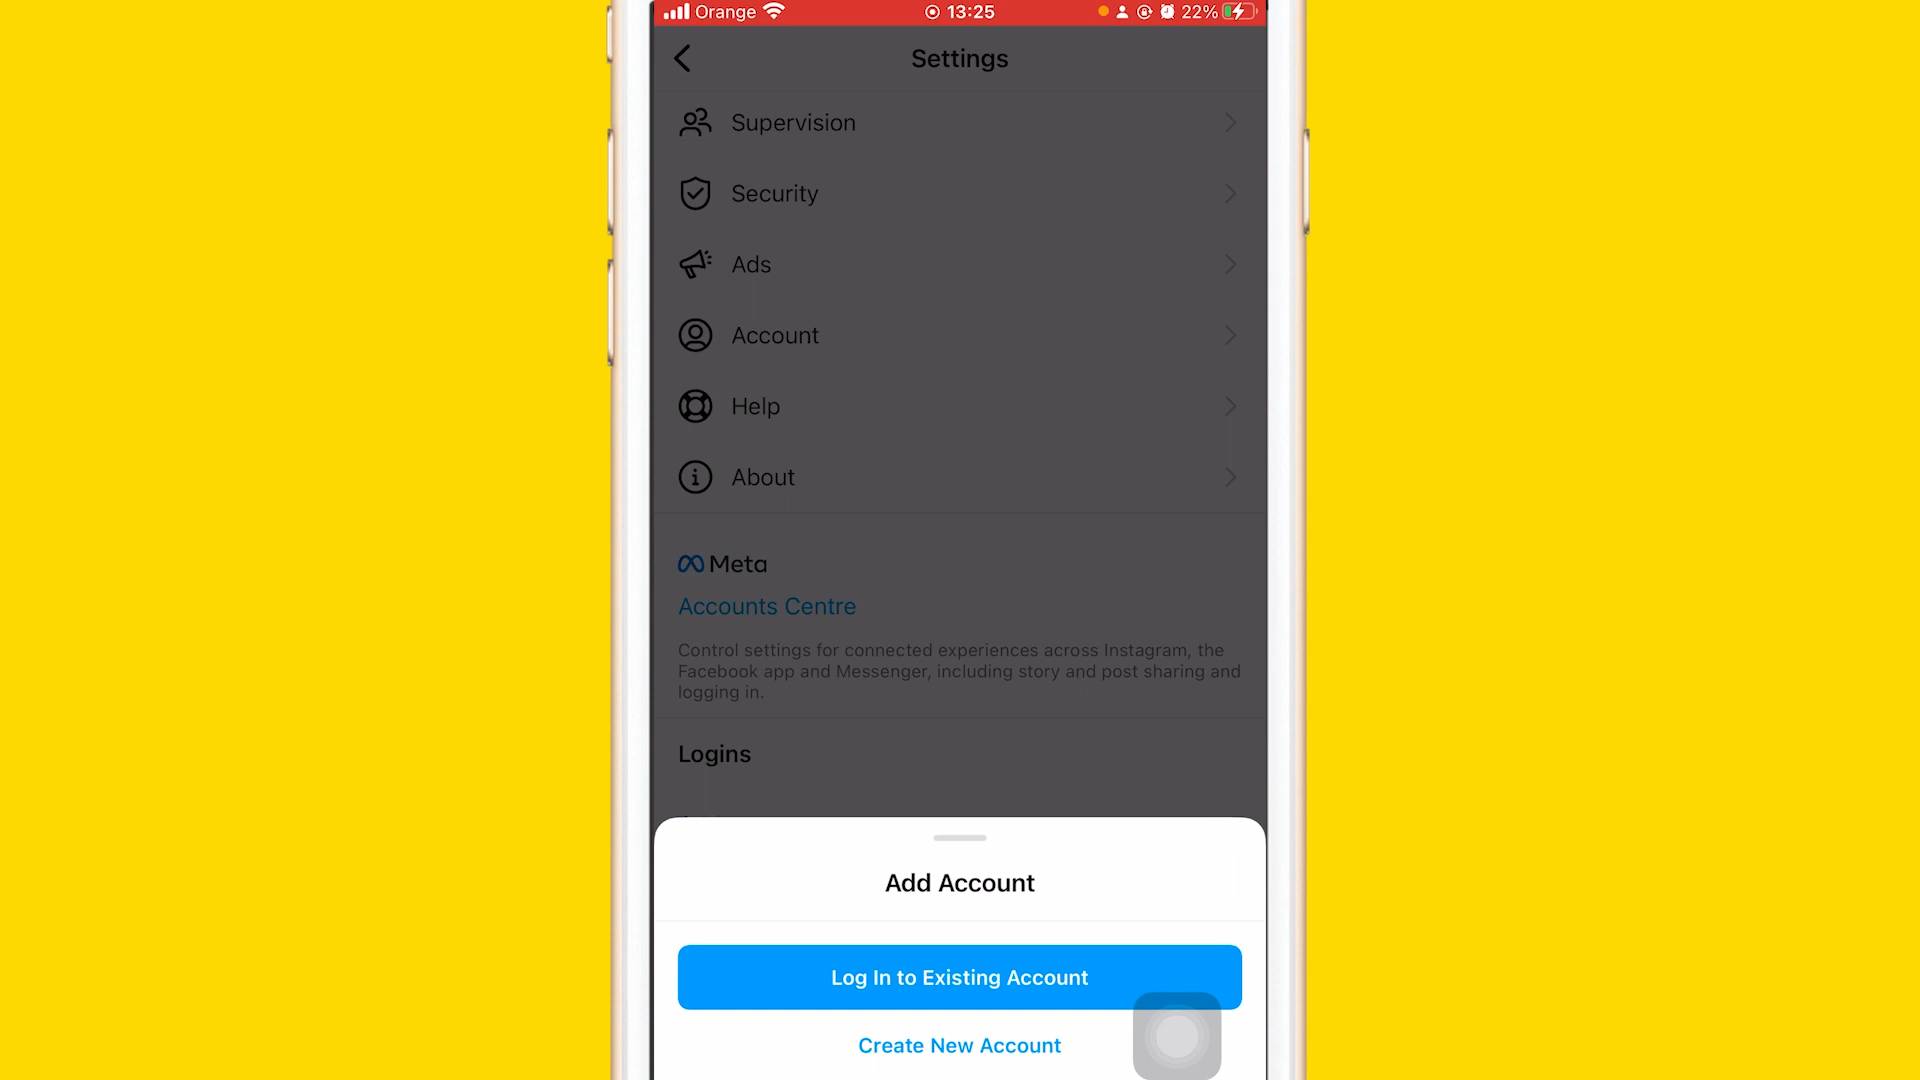 Orange 13:25 22%
Settings
Supervision
Security
Ads
Account
Help
About
Meta
Accounts Centre
Control settings for connected experiences across Instagram, the
Facebook app and Messenger, including story and post sharing and
logging in.
Logins
Add Account
Log In to Existing Account
Create New Account